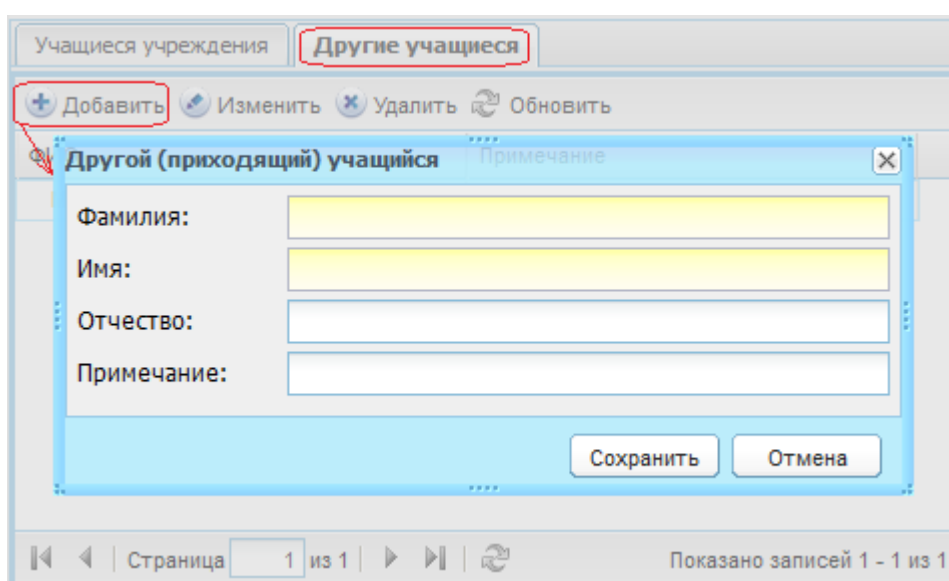 Учащиеся учреждения Другие учащиеся
Добавить Изменить Удалить Обновить
Примечание
Другой (приходящий) учащийся
Фамилия:
Имя:
Отчество:
Примечание:
Сохранить Отмена
Страница 1 из 1 Показано записей 1 - 1 из 1